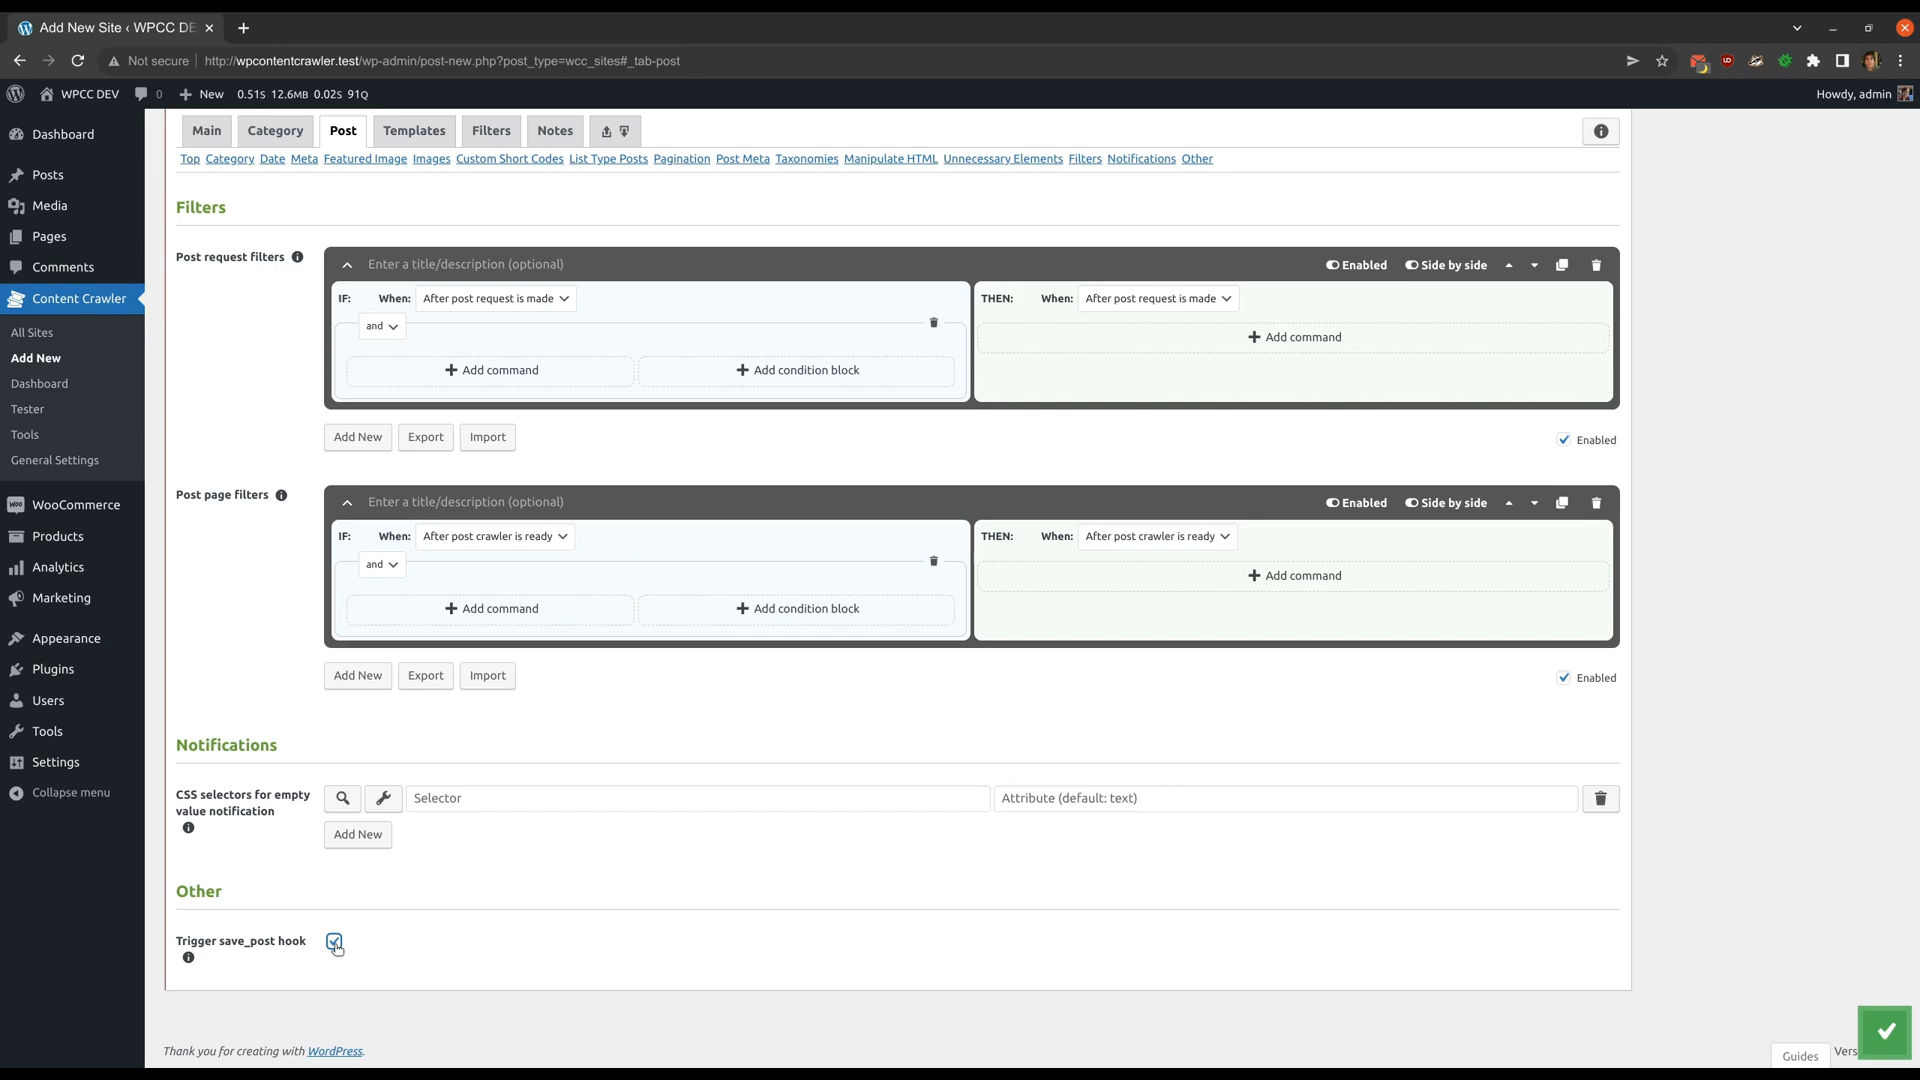 Add New Site ‹ WPCC DE
Not secure
http://wpcontentcrawler.test/wp-admin/post-new.php?post_type=wcc_sites#_tab-post
WPCC DEV 0 New 0.51S 12.6MB 0.02S 91Q
Howdy, admin
Dashboard
Posts
Media
Pages
Comments
Content Crawler
All Sites
Add New
Dashboard
Tester
Tools
General Settings
WooCommerce
Products
Analytics
Marketing
Appearance
Plugins
Users
Tools
Settings
Collapse menu
Main Category Post Templates Filters Notes
Top Category Date Meta Featured Image Images Custom Short Codes List Type Posts Pagination Post Meta Taxonomies Manipulate HTML Unnecessary Elements Filters Notifications Other
Filters
Post request filters
Enter a title/description (optional)
Enabled Side by side
IF: When: After post request is made
and
Add command Add condition block
THEN: When: After post request is made
Add command
Add New Export Import
Enabled
Post page filters
Enter a title/description (optional)
Enabled Side by side
IF: When: After post crawler is ready
and
Add command Add condition block
THEN: When: After post crawler is ready
Add command
Add New Export Import
Enabled
Notifications
CSS selectors for empty
value notification
Selector
Attribute (default: text)
Add New
Other
Trigger save_post hook
Thank you for creating with WordPress.
Guides
Vers